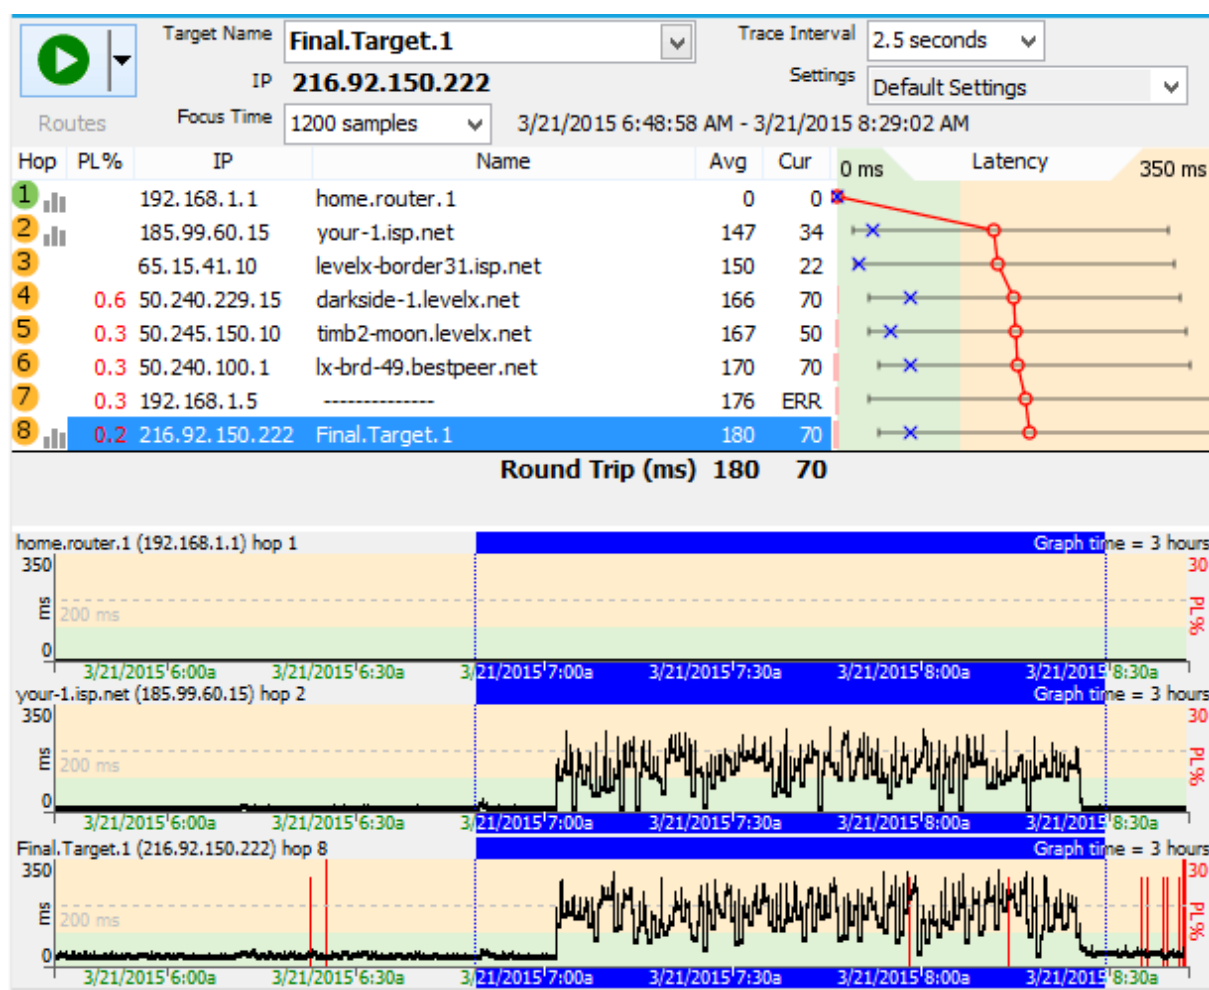 Target Name Final.Target.1 Trace Interval 2.5 seconds
IP 216.92.150.222 Settings Default Settings
Routes Focus Time 1200 samples 3/21/2015 6:48:58 AM - 3/21/2015 8:29:02 AM
Hop PL% IP Name Avg Cur 0 ms Latency 350 ms
1 192.168.1.1 home.router.1 0 0
2 185.99.60.15 your-1.isp.net 147 34
3 65.15.41.10 levelx-border31.isp.net 150 22
4 0.6 50.240.229.15 darkside-1.levelx.net 166 70
5 0.3 50.245.150.10 timb2-moon.levelx.net 167 50
6 0.3 50.240.100.1 lx-brd-49.bestpeer.net 170 70
7 0.3 192.168.1.5 -------------- 176 ERR
8 0.2 216.92.150.222 Final.Target.1 180 70
Round Trip (ms) 180 70
home.router.1 (192.168.1.1) hop 1 Graph time = 3 hours
350 30
ms 200 ms PL%
0
3/21/2015 6:00a 3/21/2015 6:30a 3/21/2015 7:00a 3/21/2015 7:30a 3/21/2015 8:00a 3/21/2015 8:30a
your-1.isp.net (185.99.60.15) hop 2 Graph time = 3 hours
350 30
ms 200 ms PL%
0
3/21/2015 6:00a 3/21/2015 6:30a 3/21/2015 7:00a 3/21/2015 7:30a 3/21/2015 8:00a 3/21/2015 8:30a
Final.Target.1 (216.92.150.222) hop 8 Graph time = 3 hours
350 30
ms 200 ms PL%
0
3/21/2015 6:00a 3/21/2015 6:30a 3/21/2015 7:00a 3/21/2015 7:30a 3/21/2015 8:00a 3/21/2015 8:30a